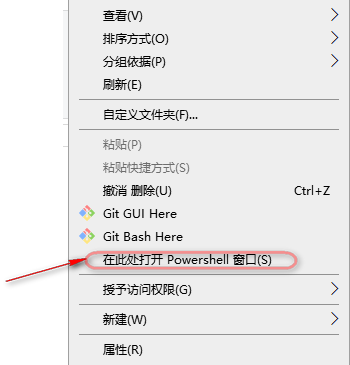 查看(V)
排序方式(O)
分组依据(P)
刷新(E)
自定义文件夹(F)...
粘贴(P)
粘贴快捷方式(S)
撤消 删除(U) Ctrl+Z
Git GUI Here
Git Bash Here
在此处打开 Powershell 窗口(S)
授予访问权限(G)
新建(W)
属性(R)